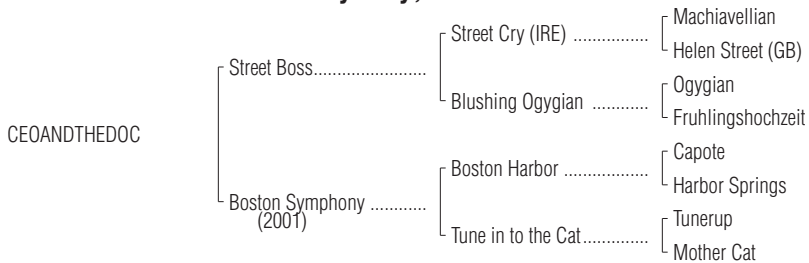 Machiavellian
Street Cry (IRE) ................
Helen Street (GB)
Street Boss........................
Ogygian
Blushing Ogygian ............
Fruhlingshochzeit
CEOANDTHEDOC
Capote
Boston Harbor ..................
Harbor Springs
Boston Symphony ............
(2001)
Tunerup
Tune in to the Cat..............
Mother Cat